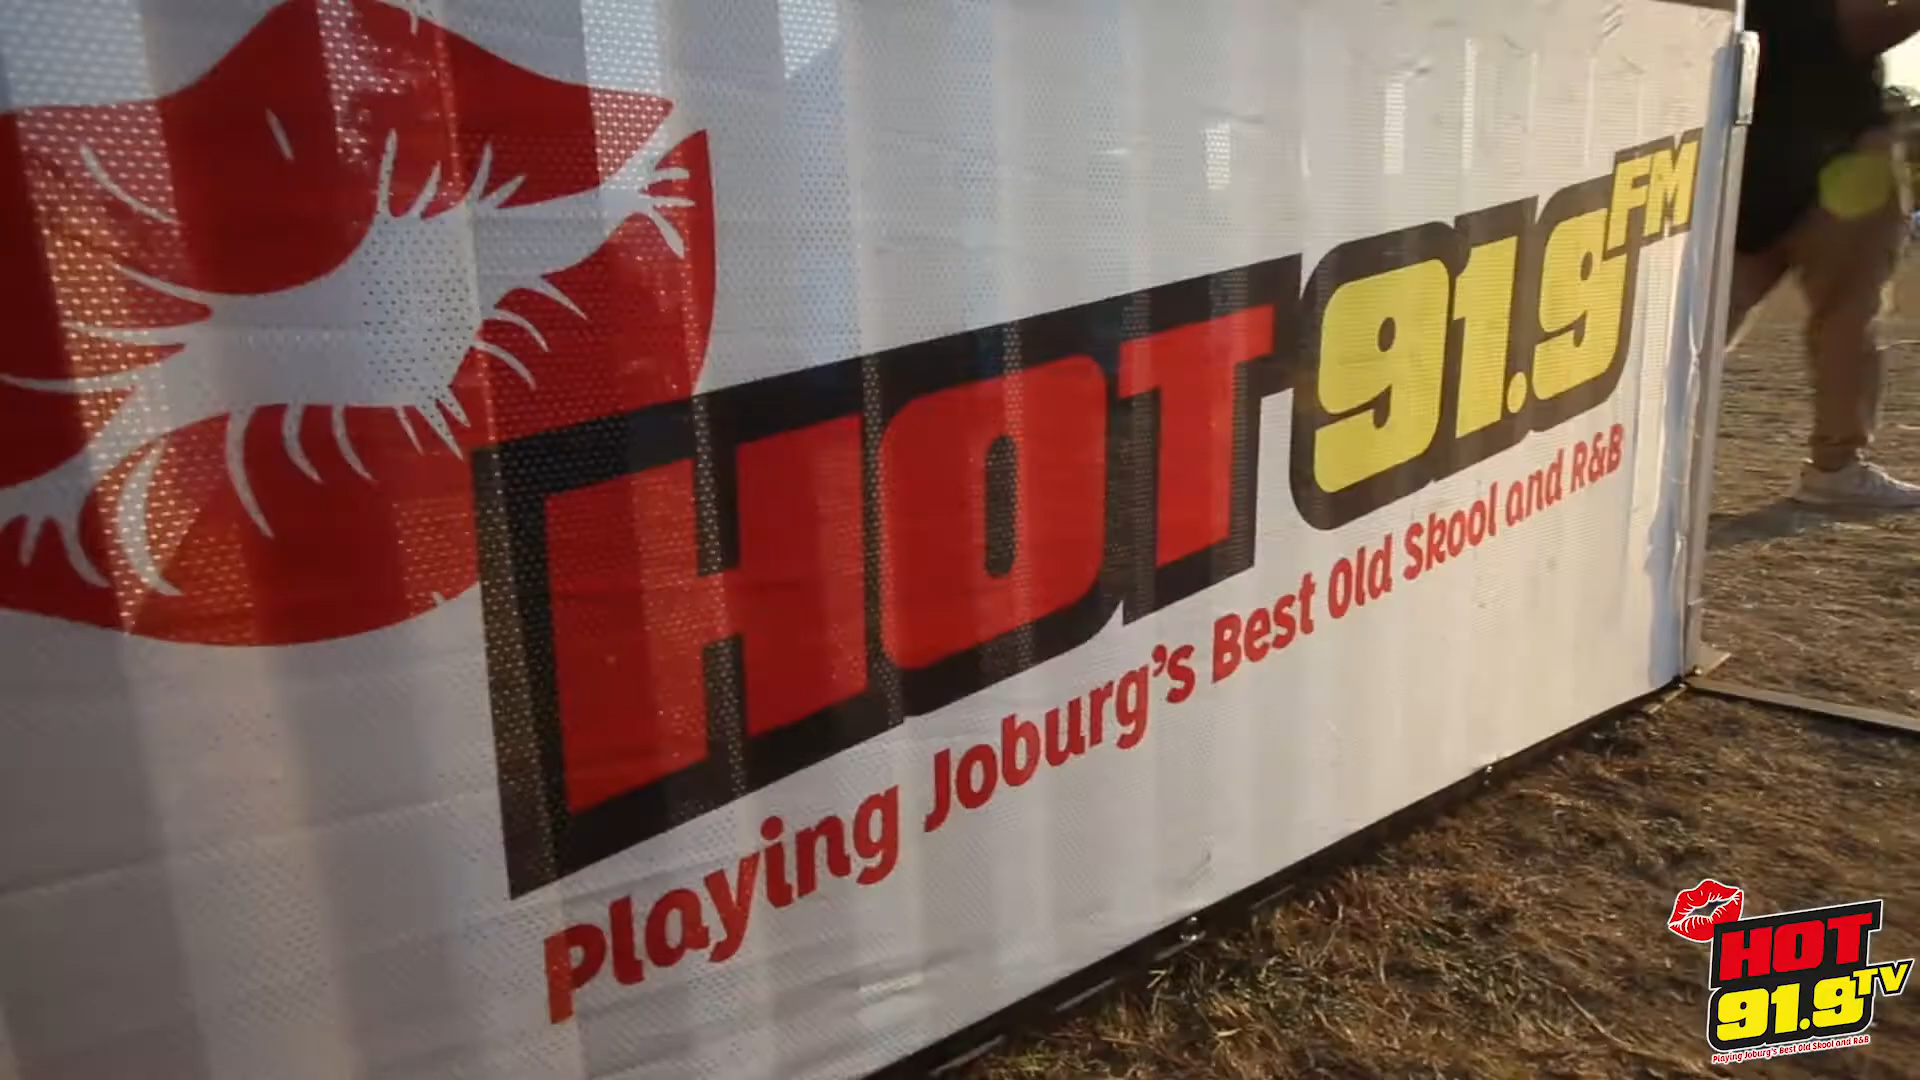 HOT 91.9 FM
Playing Joburg's Best Old Skool and R&B
HOT
91.9 TV
Playing Joburg's Best Old Skool and R&B